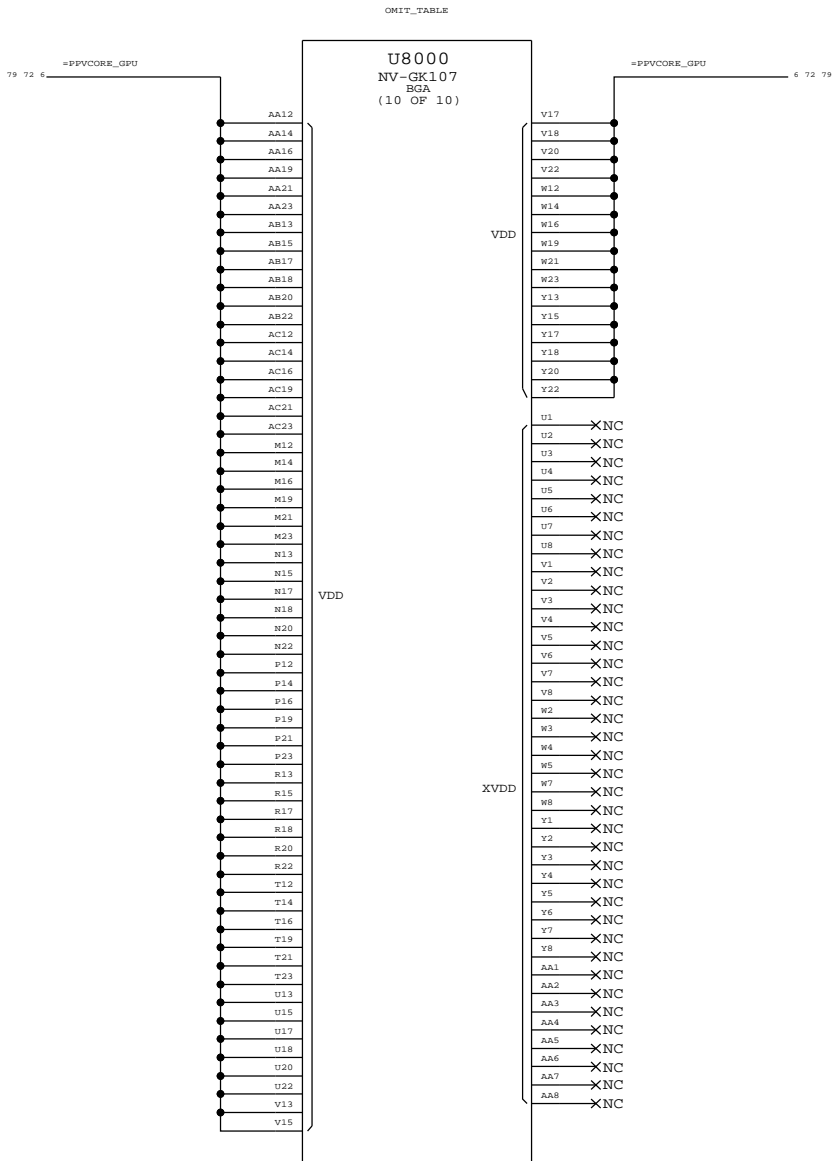 OMIT_TABLE
U8000
NV-GK107
BGA
(10 OF 10)
=PPVCORE_GPU
79 72 6
=PPVCORE_GPU
6 72 79
AA12
AA14
AA16
AA19
AA21
AA23
AB13
AB15
AB17
AB18
AB20
AB22
AC12
AC14
AC16
AC19
AC21
AC23
M12
M14
M16
M19
M21
M23
N13
N15
N17
N18
N20
N22
P12
P14
P16
P19
P21
P23
R13
R15
R17
R18
R20
R22
T12
T14
T16
T19
T21
T23
U13
U15
U17
U18
U20
U22
V13
V15
VDD
VDD
V17
V18
V20
V22
W12
W14
W16
W19
W21
W23
Y13
Y15
Y17
Y18
Y20
Y22
XVDD
U1 NC
U2 NC
U3 NC
U4 NC
U5 NC
U6 NC
U7 NC
U8 NC
V1 NC
V2 NC
V3 NC
V4 NC
V5 NC
V6 NC
V7 NC
V8 NC
W2 NC
W3 NC
W4 NC
W5 NC
W7 NC
W8 NC
Y1 NC
Y2 NC
Y3 NC
Y4 NC
Y5 NC
Y6 NC
Y7 NC
Y8 NC
AA1 NC
AA2 NC
AA3 NC
AA4 NC
AA5 NC
AA6 NC
AA7 NC
AA8 NC